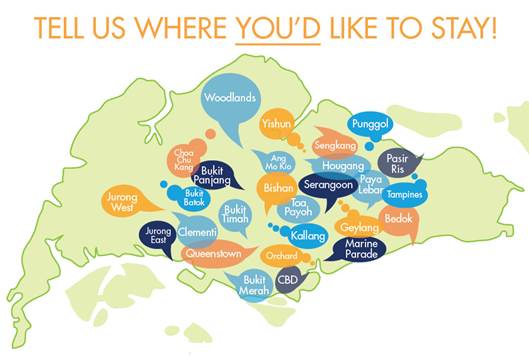 TELL US WHERE YOU'D LIKE TO STAY!
Woodlands
Yishun
Punggol
Sengkang
Choa
Chu
Kang
Ang
Mo Kio
Hougang
Pasir
Ris
Bukit
Panjang
Bishan
Serangoon
Paya
Lebar
Tampines
Jurong
West
Bukit
Batok
Toa
Payoh
Bukit
Timah
Bedok
Jurong
East
Clementi
Kallang
Geylang
Marine
Parade
Queenstown
Orchard
Bukit
Merah
CBD